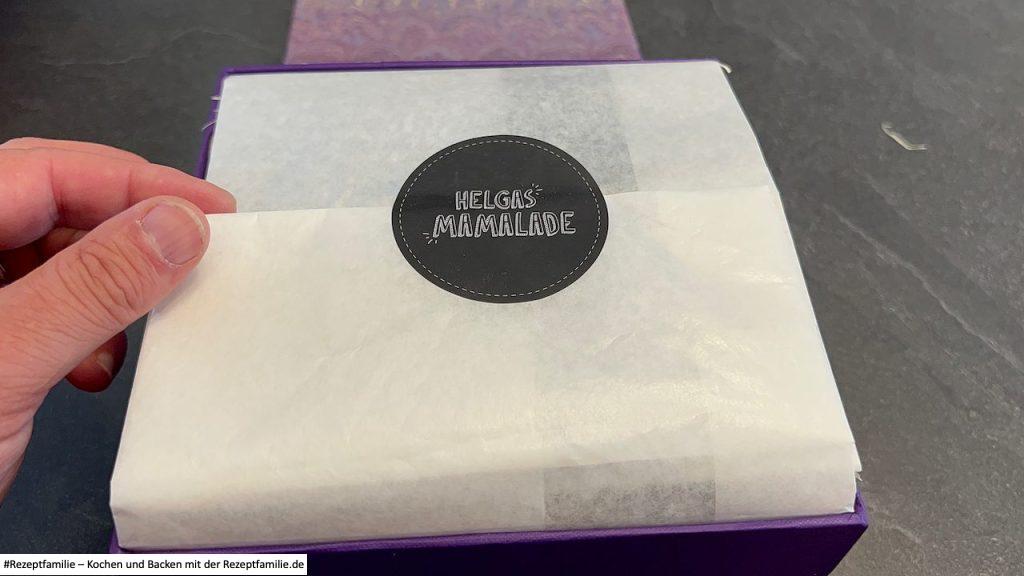 HELGAS
MAMALADE
#Rezeptfamilie – Kochen und Backen mit der Rezeptfamilie.de